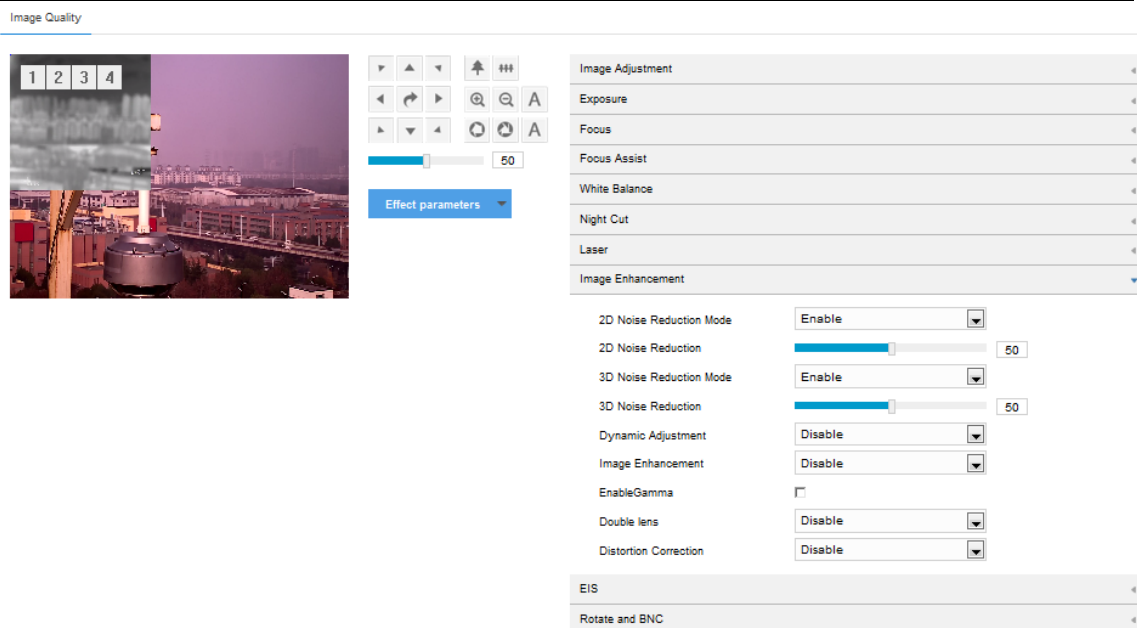 Image Quality
1 2 3 4
A
A
50
Effect parameters
Image Adjustment
Exposure
Focus
Focus Assist
White Balance
Night Cut
Laser
Image Enhancement
2D Noise Reduction Mode Enable
2D Noise Reduction 50
3D Noise Reduction Mode Enable
3D Noise Reduction 50
Dynamic Adjustment Disable
Image Enhancement Disable
EnableGamma
Double lens Disable
Distortion Correction Disable
EIS
Rotate and BNC